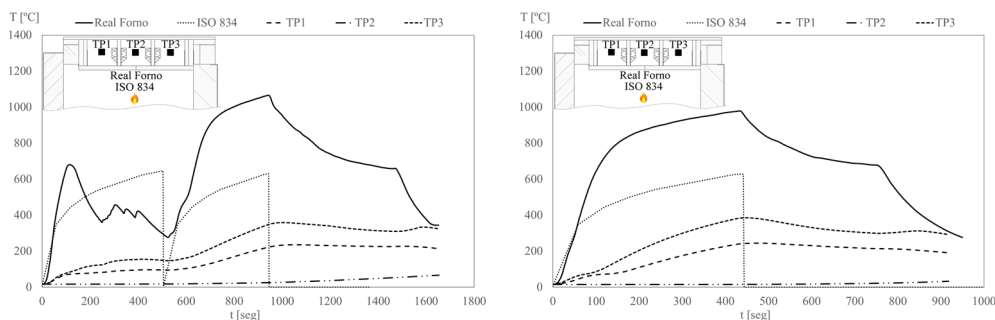 T [ºC]
Real Forno ISO 834 TP1 TP2 TP3
1400
1200
1000
800
600
400
200
0
TP1 TP2 TP3
Real Forno
ISO 834
0 200 400 600 800 1000 1200 1400 1600 1800
t [seg]
T [ºC]
Real Forno ISO 834 TP1 TP2 TP3
1400
1200
1000
800
600
400
200
0
TP1 TP2 TP3
Real Forno
ISO 834
0 100 200 300 400 500 600 700 800 900 1000
t [seg]